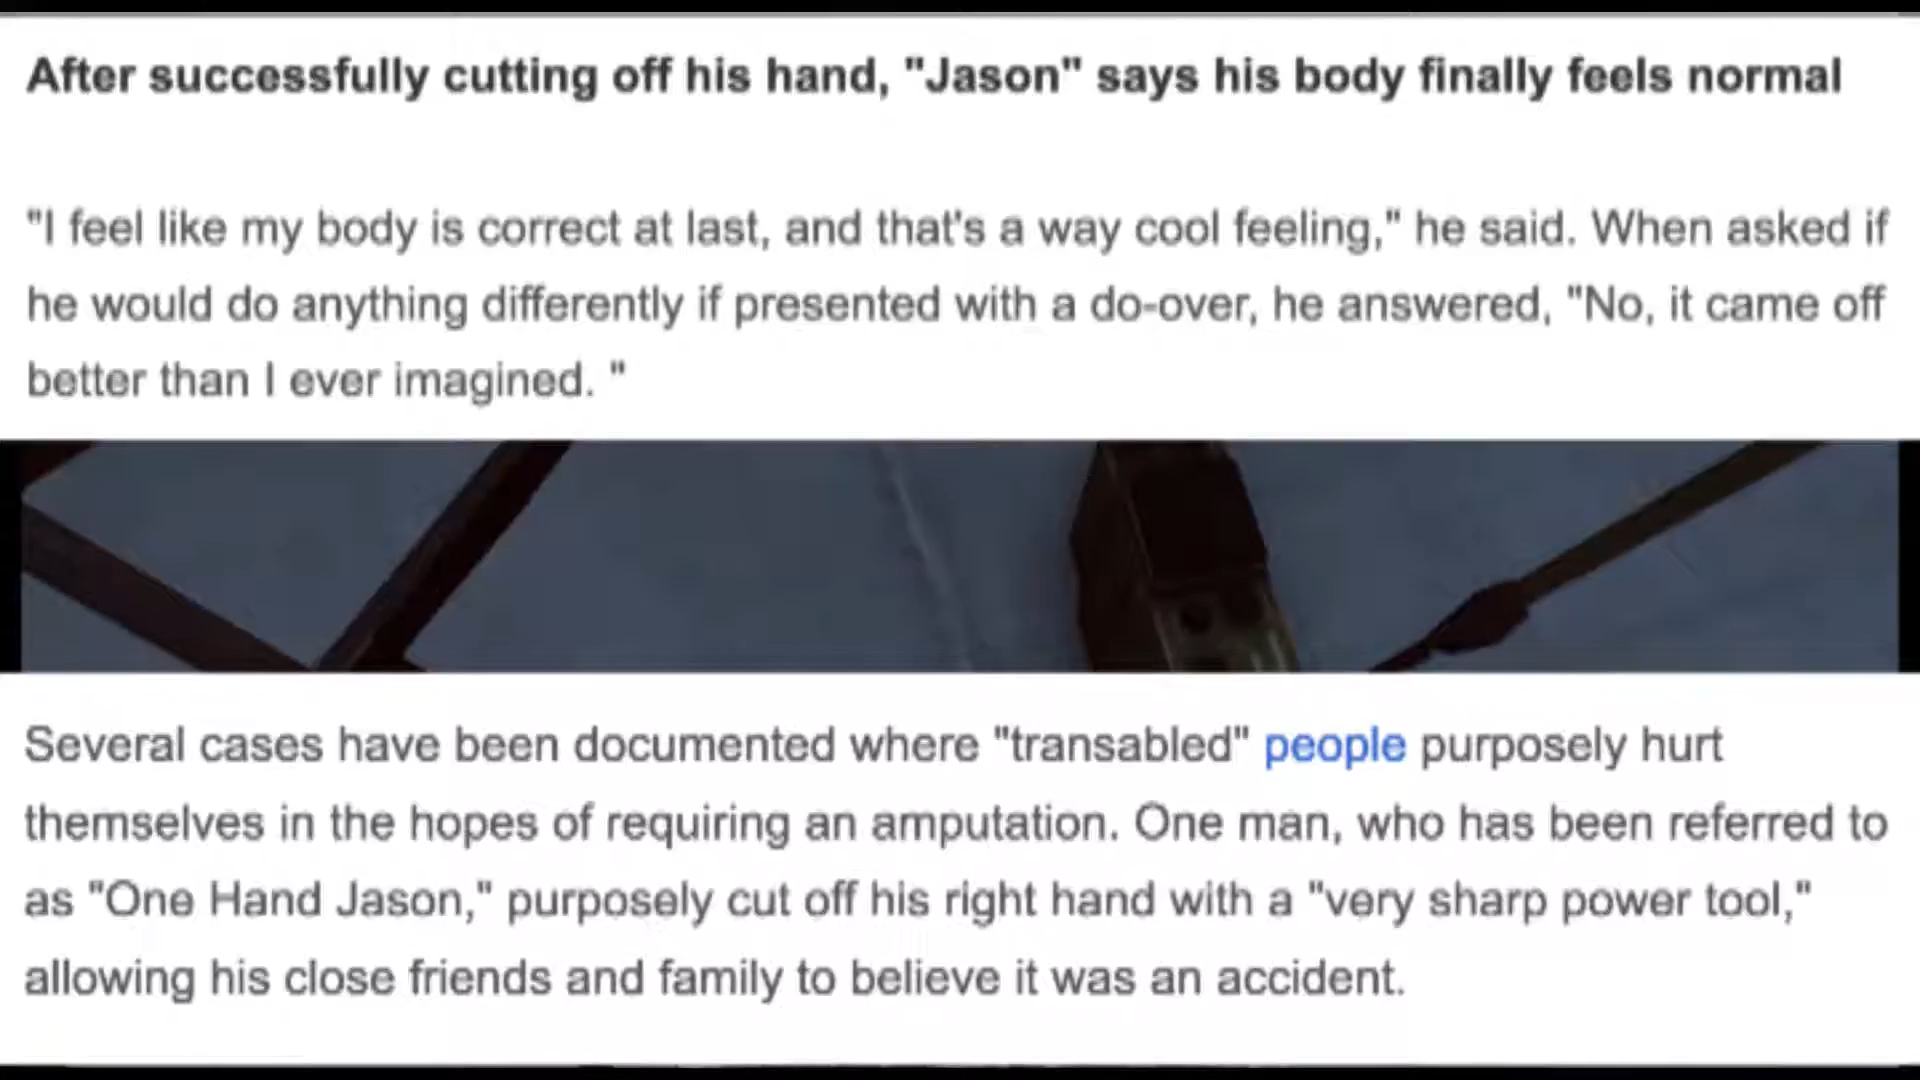 After successfully cutting off his hand, "Jason" says his body finally feels normal
"I feel like my body is correct at last, and that's a way cool feeling," he said. When asked if
he would do anything differently if presented with a do-over, he answered, "No, it came off
better than I ever imagined. "
Several cases have been documented where "transabled" people purposely hurt
themselves in the hopes of requiring an amputation. One man, who has been referred to
as "One Hand Jason," purposely cut off his right hand with a "very sharp power tool,"
allowing his close friends and family to believe it was an accident.